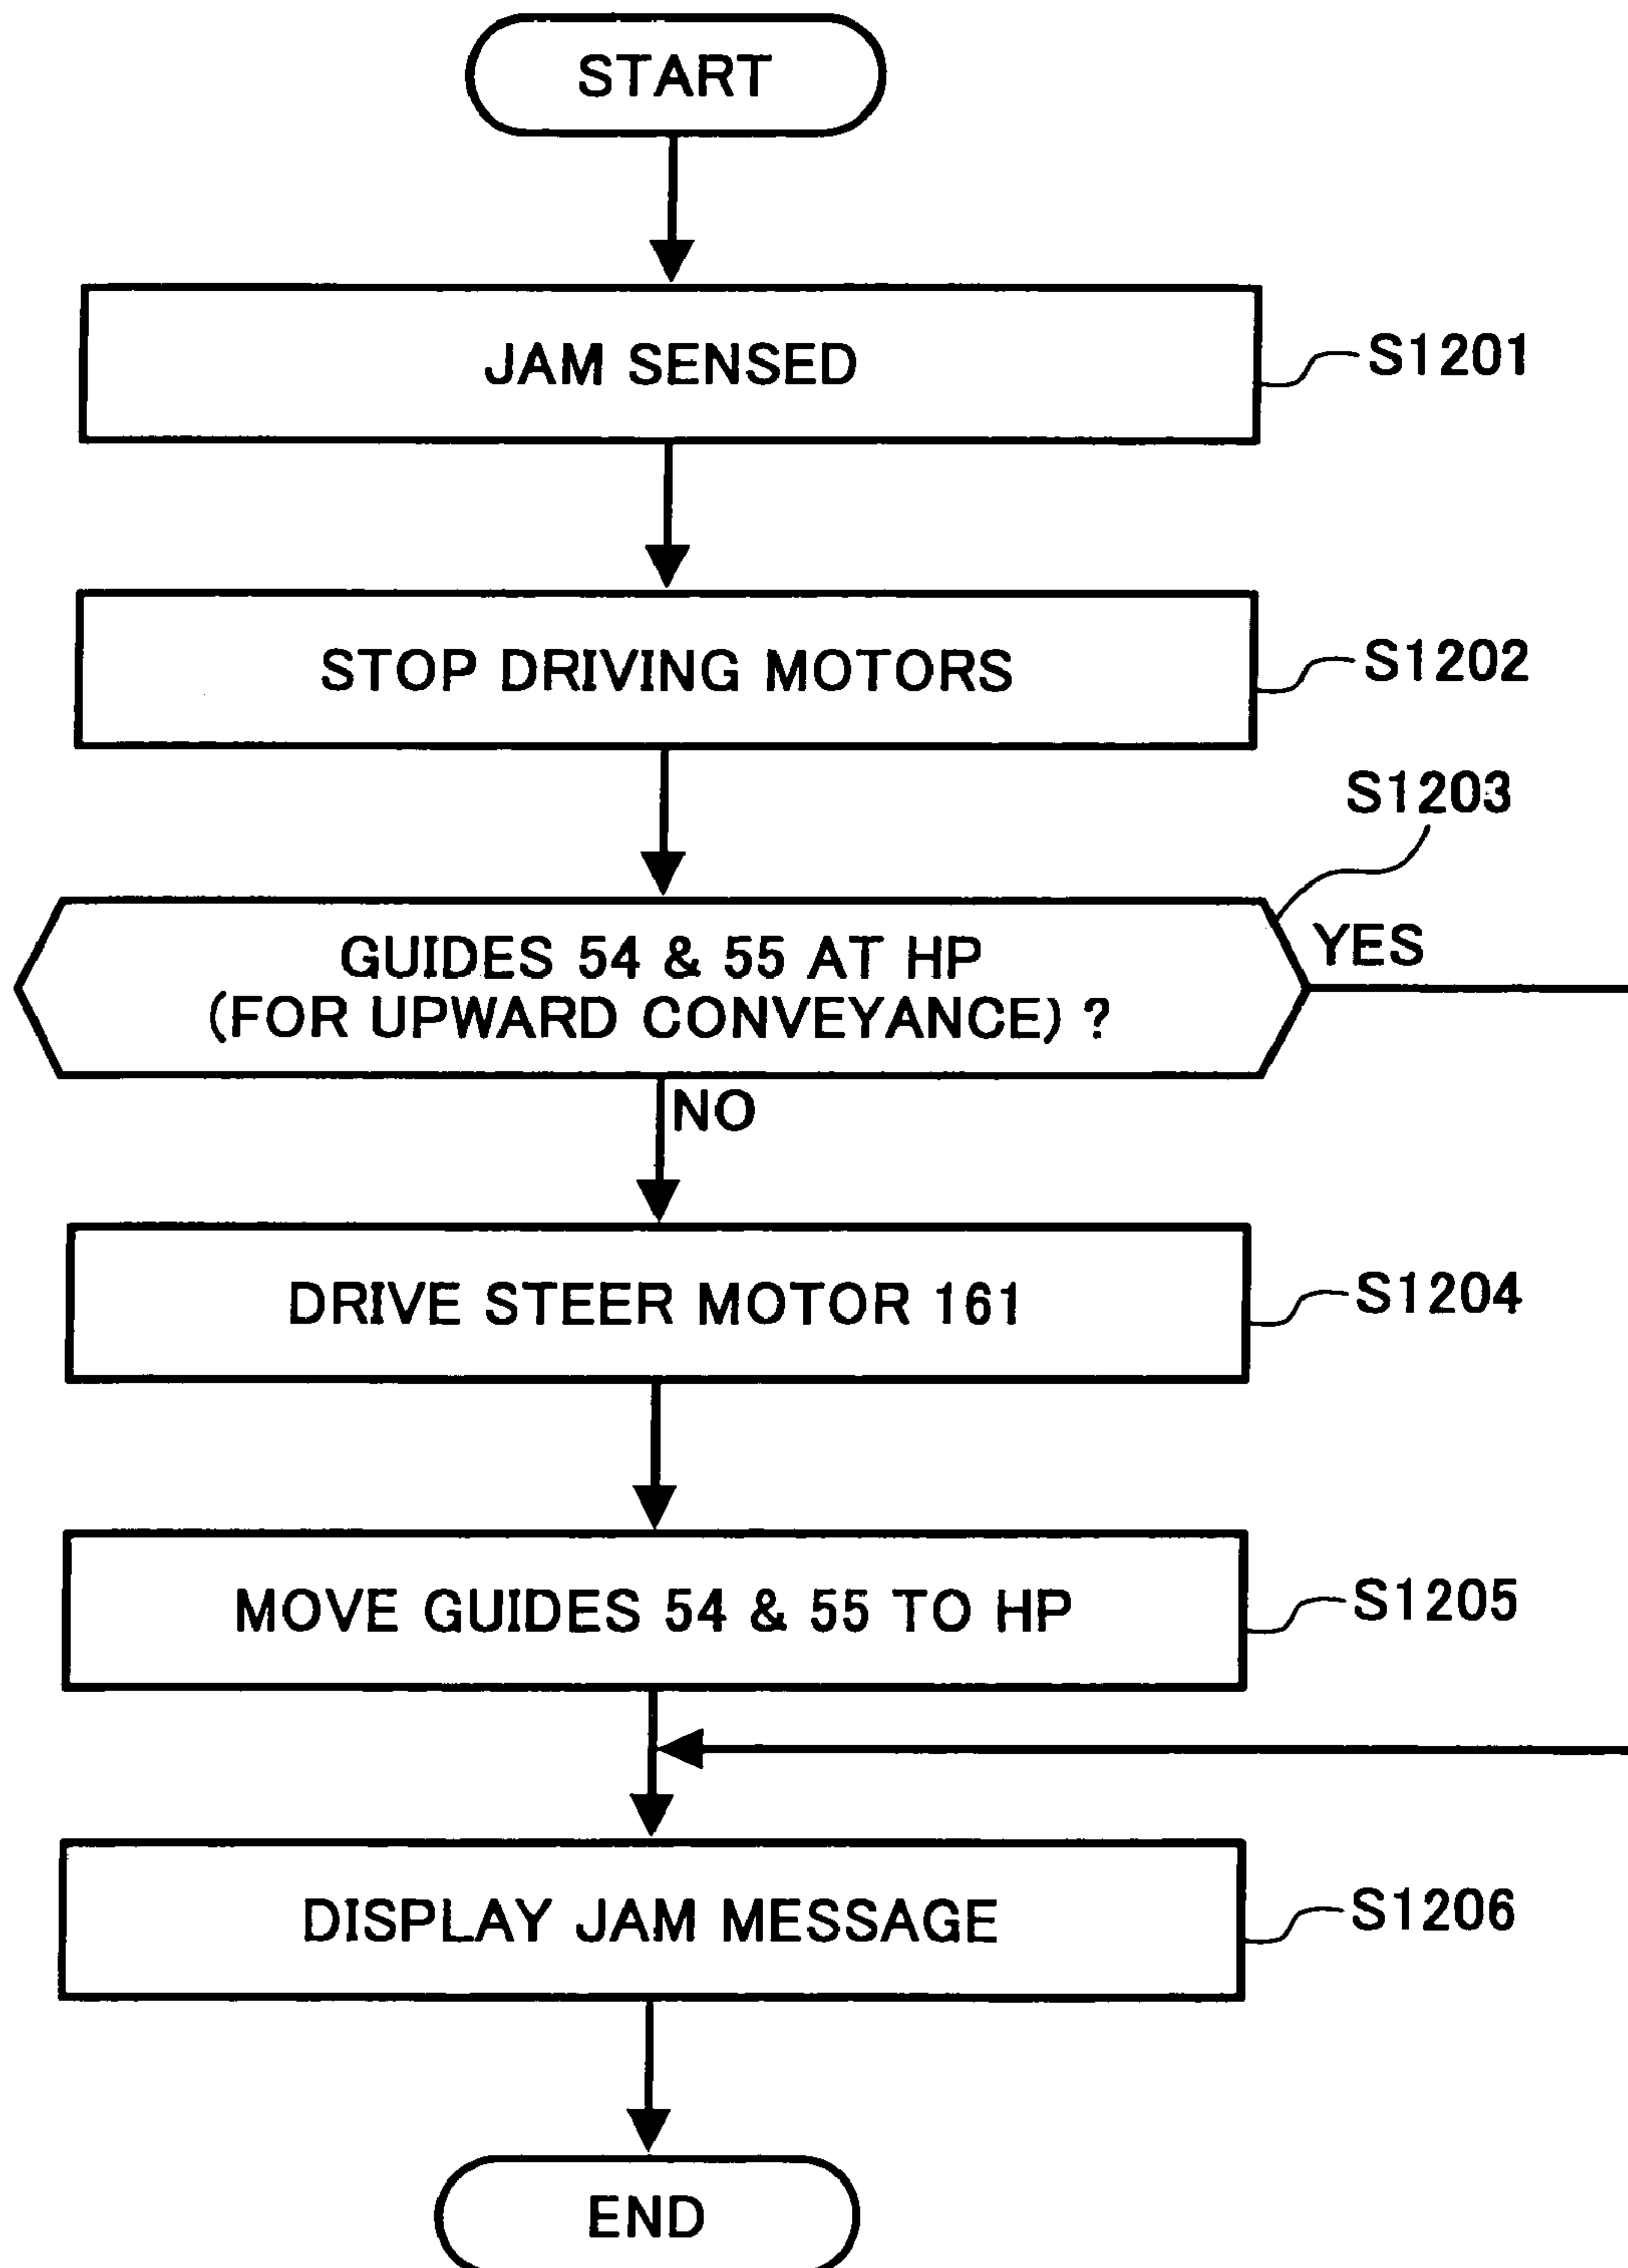 START
JAM SENSED
S1201
STOP DRIVING MOTORS
S1202
S1203
GUIDES 54 & 55 AT HP
(FOR UPWARD CONVEYANCE) ?
YES
NO
DRIVE STEER MOTOR 161
S1204
MOVE GUIDES 54 & 55 TO HP
S1205
DISPLAY JAM MESSAGE
S1206
END